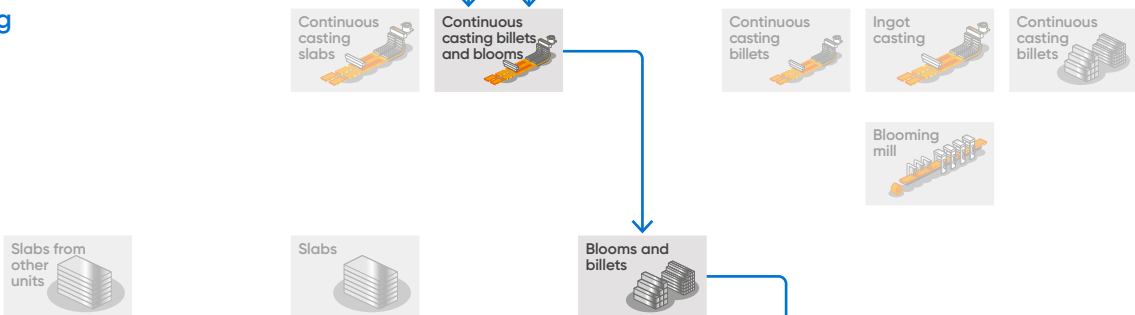 Continuous
casting
slabs
Continuous
casting billets
and blooms
Continuous
casting
billets
Ingot
casting
Continuous
casting
billets
Blooming
mill
Slabs from
other
units
Slabs
Blooms and
billets